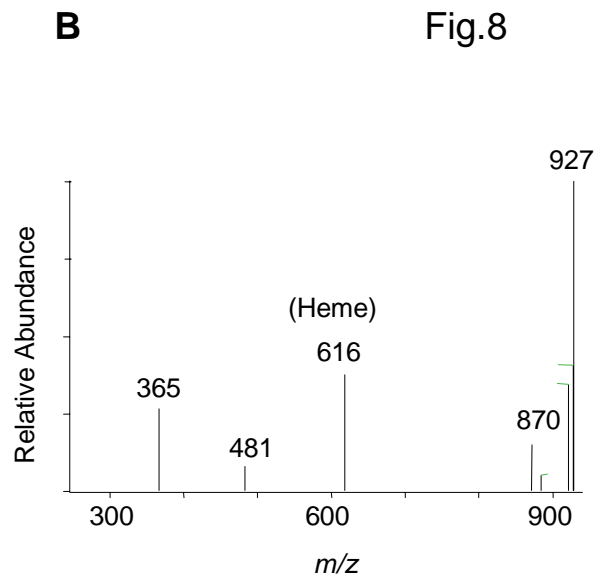 B Fig.8
927
(Heme)
616
365
481
870
Relative Abundance
300 600 900
m/z